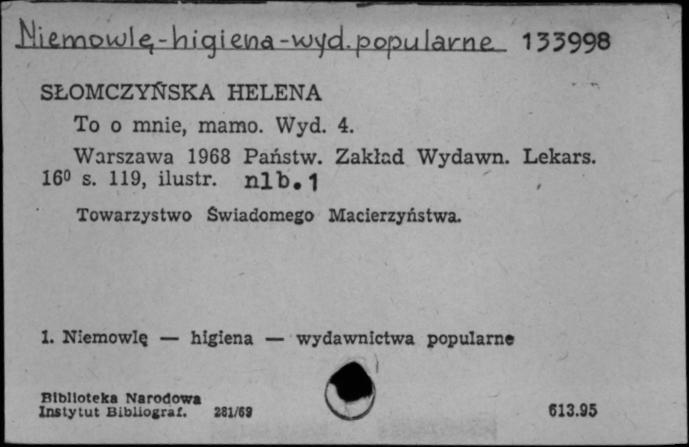 Niemowlę-higiena-wyd.popularne 133998
SŁOMCZYŃSKA HELENA
To o mnie, mamo. Wyd. 4.
Warszawa 1968 Państw. Zakład Wydawn. Lekars.
16⁰ s. 119, ilustr. nlb.1
Towarzystwo Świadomego Macierzyństwa.
1. Niemowlę — higiena — wydawnictwa popularne
Biblioteka Narodowa
Instytut Bibliograf. 281/69
613.95